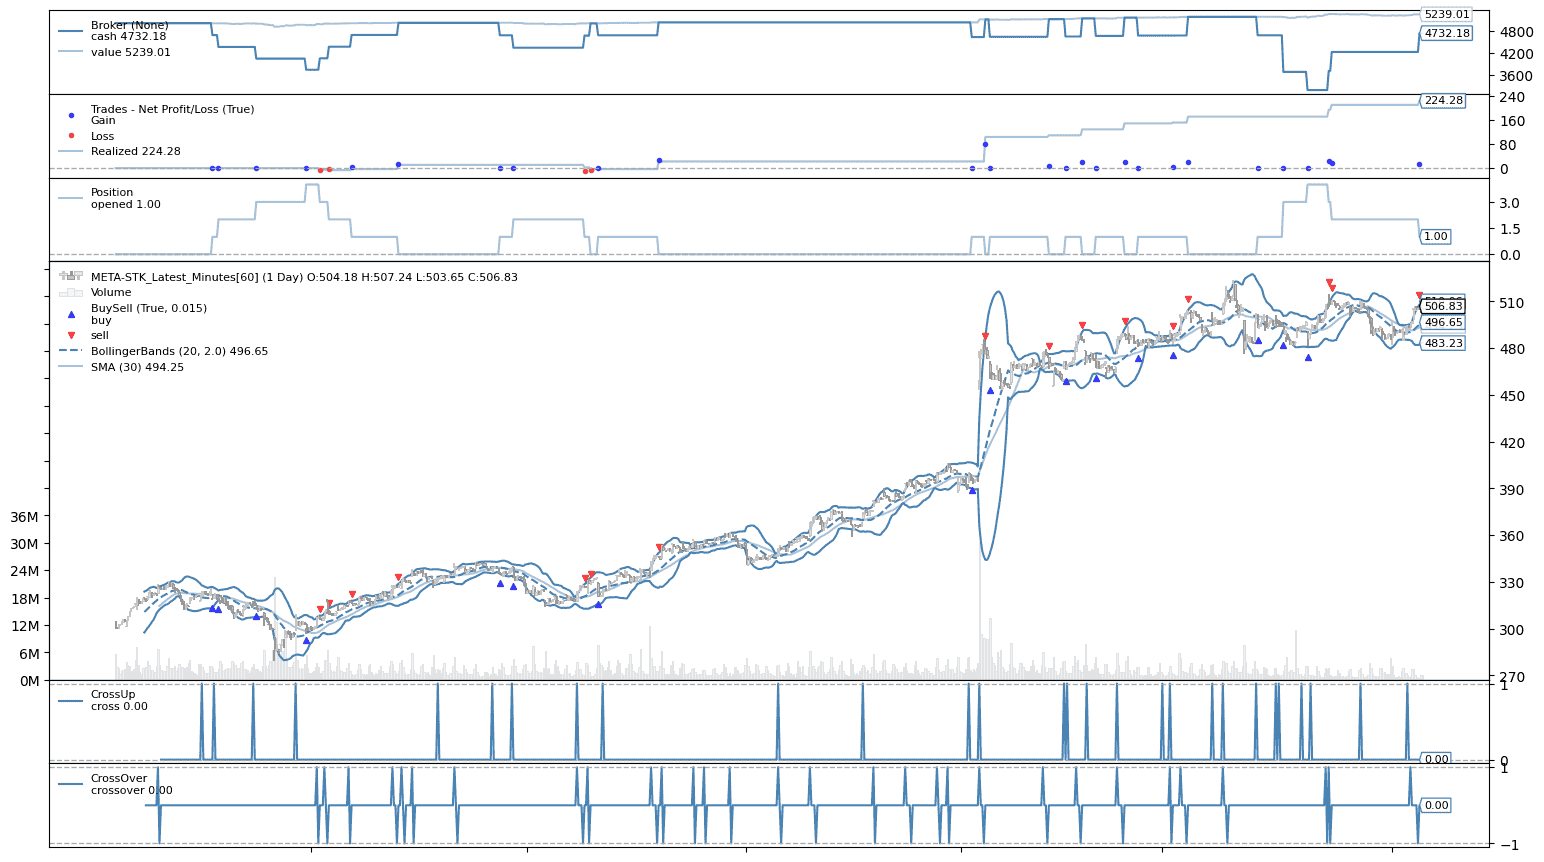 Broker (None)
cash 4732.18
value 5239.01
5239.01
4800
4732.18
4200
3600
Trades - Net Profit/Loss (True)
Gain
Loss
Realized 224.28
240
224.28
160
80
0
Position
opened 1.00
3.0
1.5
1.00
0.0
META-STK_Latest_Minutes[60] (1 Day) O:504.18 H:507.24 L:503.65 C:506.83
Volume
BuySell (True, 0.015)
buy
sell
BollingerBands (20, 2.0) 496.65
SMA (30) 494.25
510
506.83
496.65
480
483.23
450
420
390
360
330
300
270
36M
30M
24M
18M
12M
6M
0M
CrossUp
cross 0.00
1
0
0.00
CrossOver
crossover 0.00
1
0.00
−1